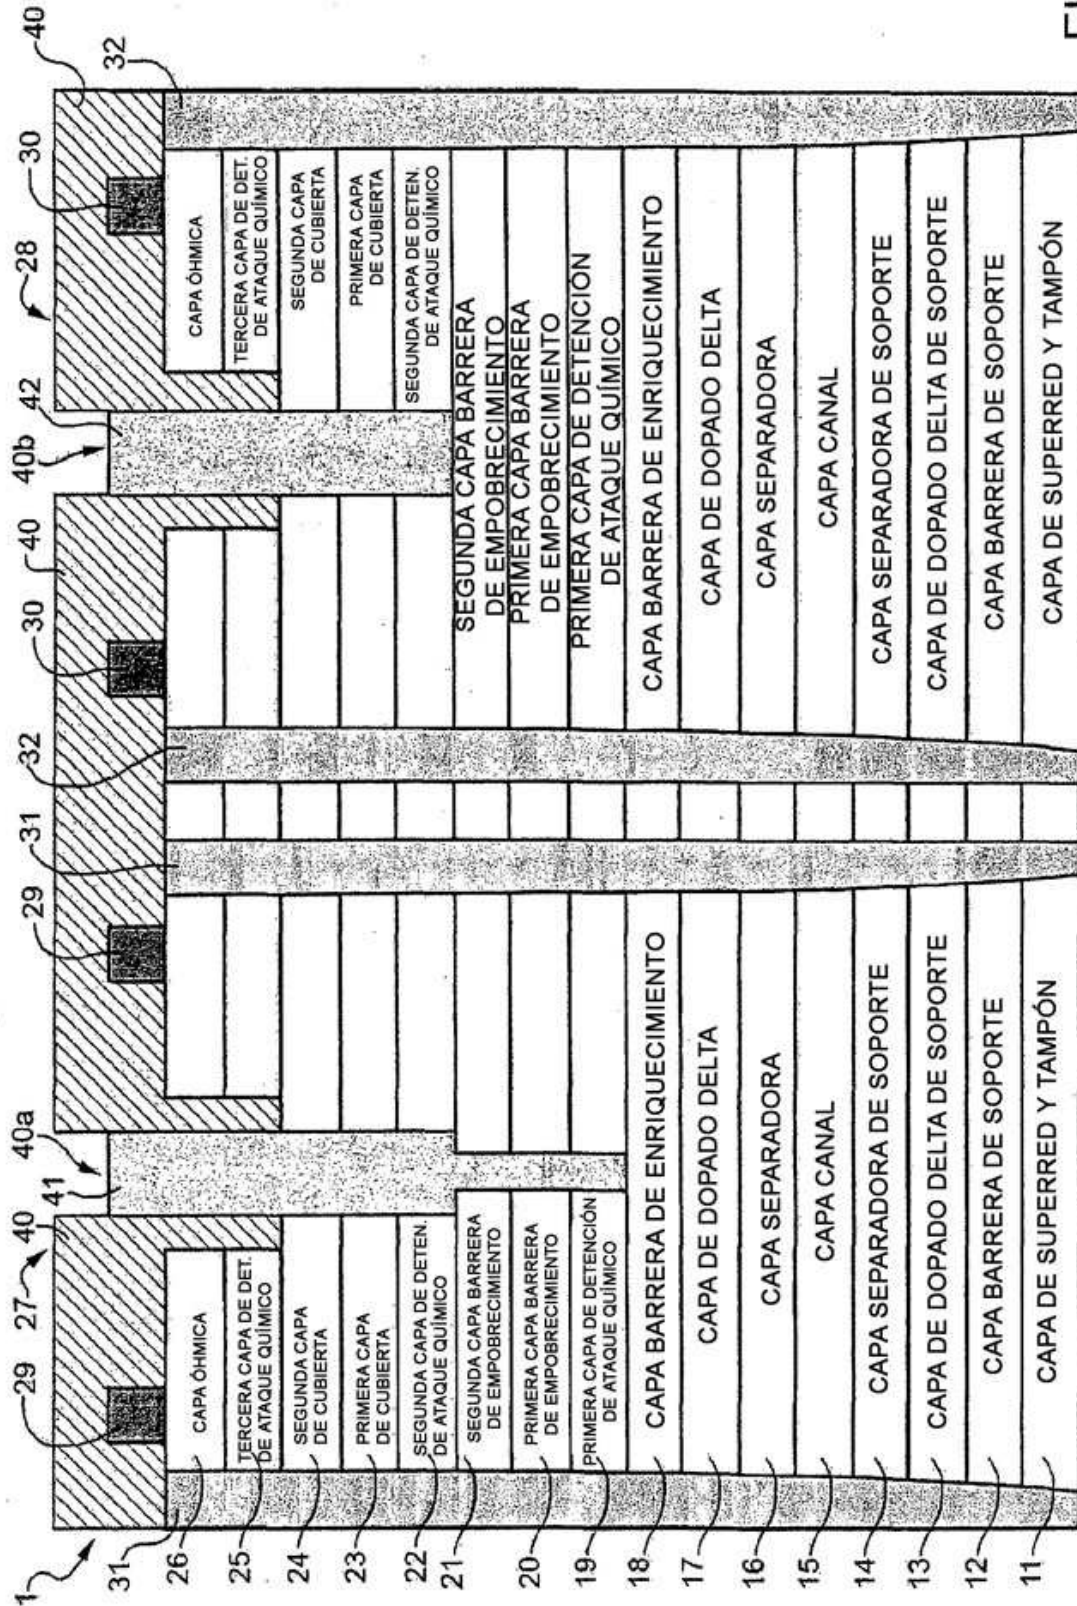 1
27
28
29
40
41
40a
29
31
32
30
40
40b
42
30
32
40
31
26
25
24
23
22
21
20
19
18
17
16
15
14
13
12
11
CAPA ÓHMICA
TERCERA CAPA DE DET.
DE ATAQUE QUÍMICO
SEGUNDA CAPA
DE CUBIERTA
PRIMERA CAPA
DE CUBIERTA
SEGUNDA CAPA DE DETEN.
DE ATAQUE QUÍMICO
SEGUNDA CAPA BARRERA
DE EMPOBRECIMIENTO
PRIMERA CAPA BARRERA
DE EMPOBRECIMIENTO
PRIMERA CAPA DE DETENCIÓN
DE ATAQUE QUÍMICO
CAPA BARRERA DE ENRIQUECIMIENTO
CAPA DE DOPADO DELTA
CAPA SEPARADORA
CAPA CANAL
CAPA SEPARADORA DE SOPORTE
CAPA DE DOPADO DELTA DE SOPORTE
CAPA BARRERA DE SOPORTE
CAPA DE SUPERRED Y TAMPÓN
CAPA ÓHMICA
TERCERA CAPA DE DET.
DE ATAQUE QUÍMICO
SEGUNDA CAPA
DE CUBIERTA
PRIMERA CAPA
DE CUBIERTA
SEGUNDA CAPA DE DETEN.
DE ATAQUE QUÍMICO
SEGUNDA CAPA BARRERA
DE EMPOBRECIMIENTO
PRIMERA CAPA BARRERA
DE EMPOBRECIMIENTO
PRIMERA CAPA DE DETENCIÓN
DE ATAQUE QUÍMICO
CAPA BARRERA DE ENRIQUECIMIENTO
CAPA DE DOPADO DELTA
CAPA SEPARADORA
CAPA CANAL
CAPA SEPARADORA DE SOPORTE
CAPA DE DOPADO DELTA DE SOPORTE
CAPA BARRERA DE SOPORTE
CAPA DE SUPERRED Y TAMPÓN